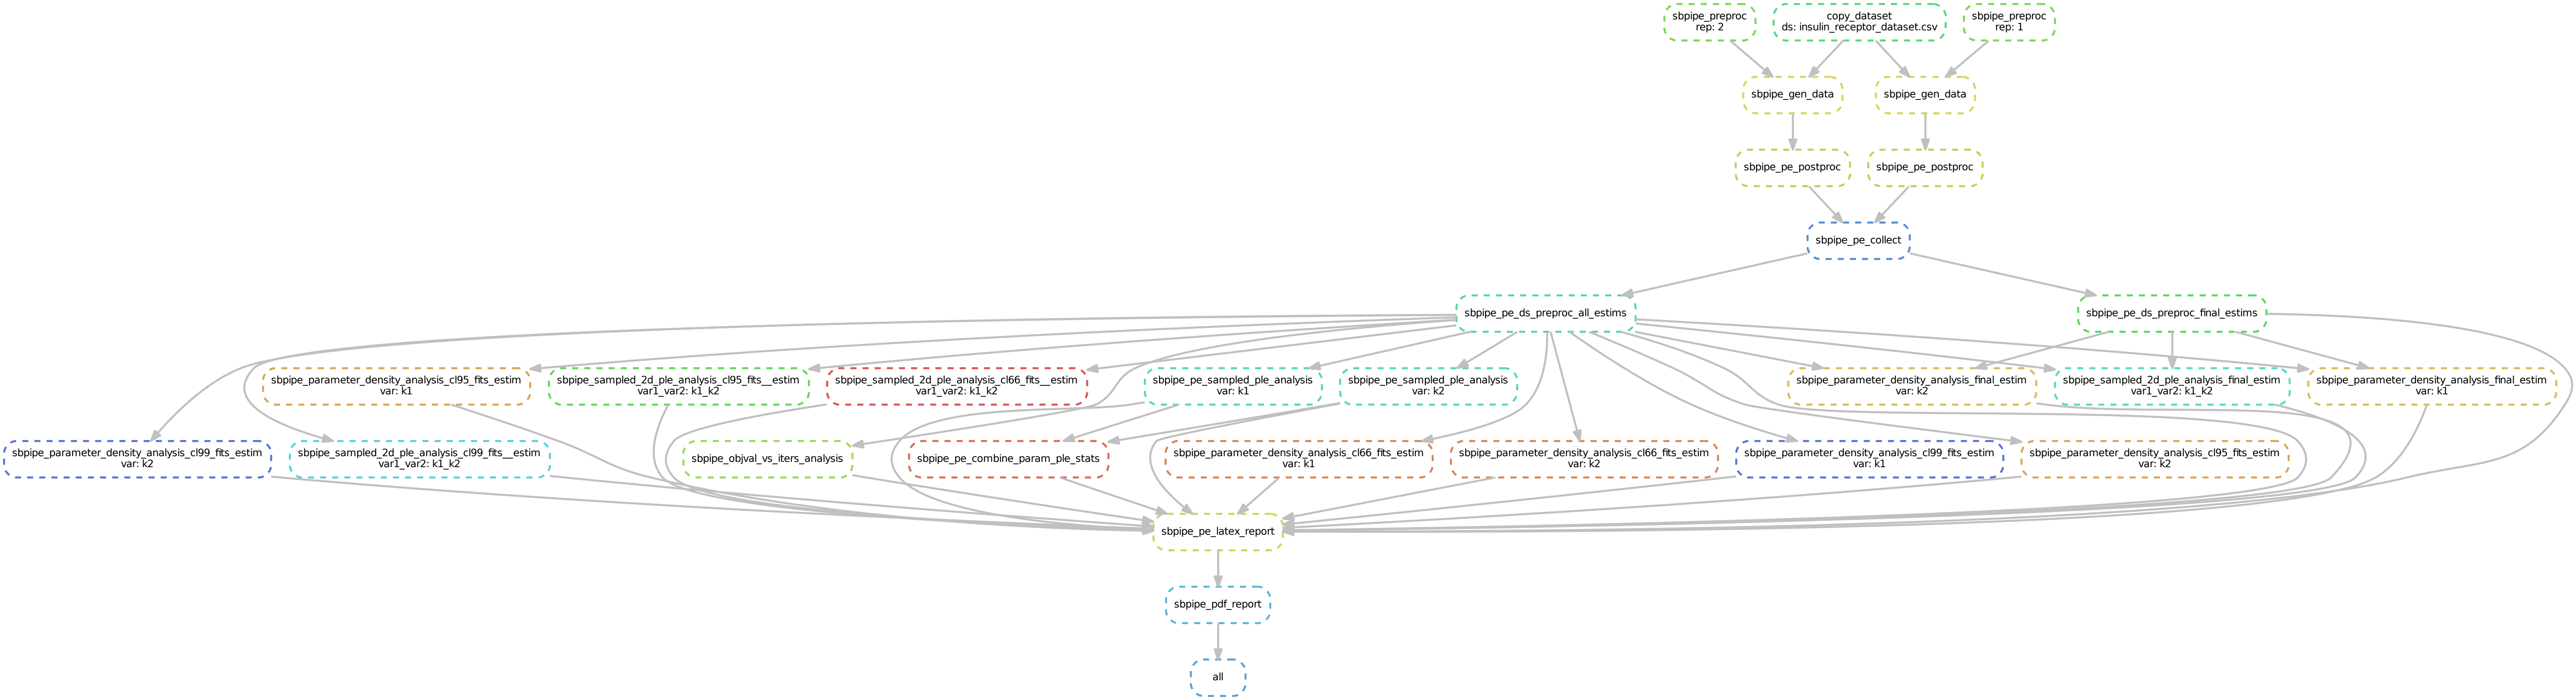 sbpipe_preproc
rep: 2
copy_dataset
ds: insulin_receptor_dataset.csv
sbpipe_preproc
rep: 1
sbpipe_gen_data
sbpipe_gen_data
sbpipe_pe_postproc
sbpipe_pe_postproc
sbpipe_pe_collect
sbpipe_pe_ds_preproc_all_estims
sbpipe_pe_ds_preproc_final_estims
sbpipe_parameter_density_analysis_cl95_fits_estim
var: k1
sbpipe_sampled_2d_ple_analysis_cl95_fits__estim
var1_var2: k1_k2
sbpipe_sampled_2d_ple_analysis_cl66_fits__estim
var1_var2: k1_k2
sbpipe_pe_sampled_ple_analysis
var: k1
sbpipe_pe_sampled_ple_analysis
var: k2
sbpipe_parameter_density_analysis_final_estim
var: k2
sbpipe_sampled_2d_ple_analysis_final_estim
var1_var2: k1_k2
sbpipe_parameter_density_analysis_final_estim
var: k1
sbpipe_parameter_density_analysis_cl99_fits_estim
var: k2
sbpipe_sampled_2d_ple_analysis_cl99_fits__estim
var1_var2: k1_k2
sbpipe_objval_vs_iters_analysis
sbpipe_pe_combine_param_ple_stats
sbpipe_parameter_density_analysis_cl66_fits_estim
var: k1
sbpipe_parameter_density_analysis_cl66_fits_estim
var: k2
sbpipe_parameter_density_analysis_cl99_fits_estim
var: k1
sbpipe_parameter_density_analysis_cl95_fits_estim
var: k2
sbpipe_pe_latex_report
sbpipe_pdf_report
all